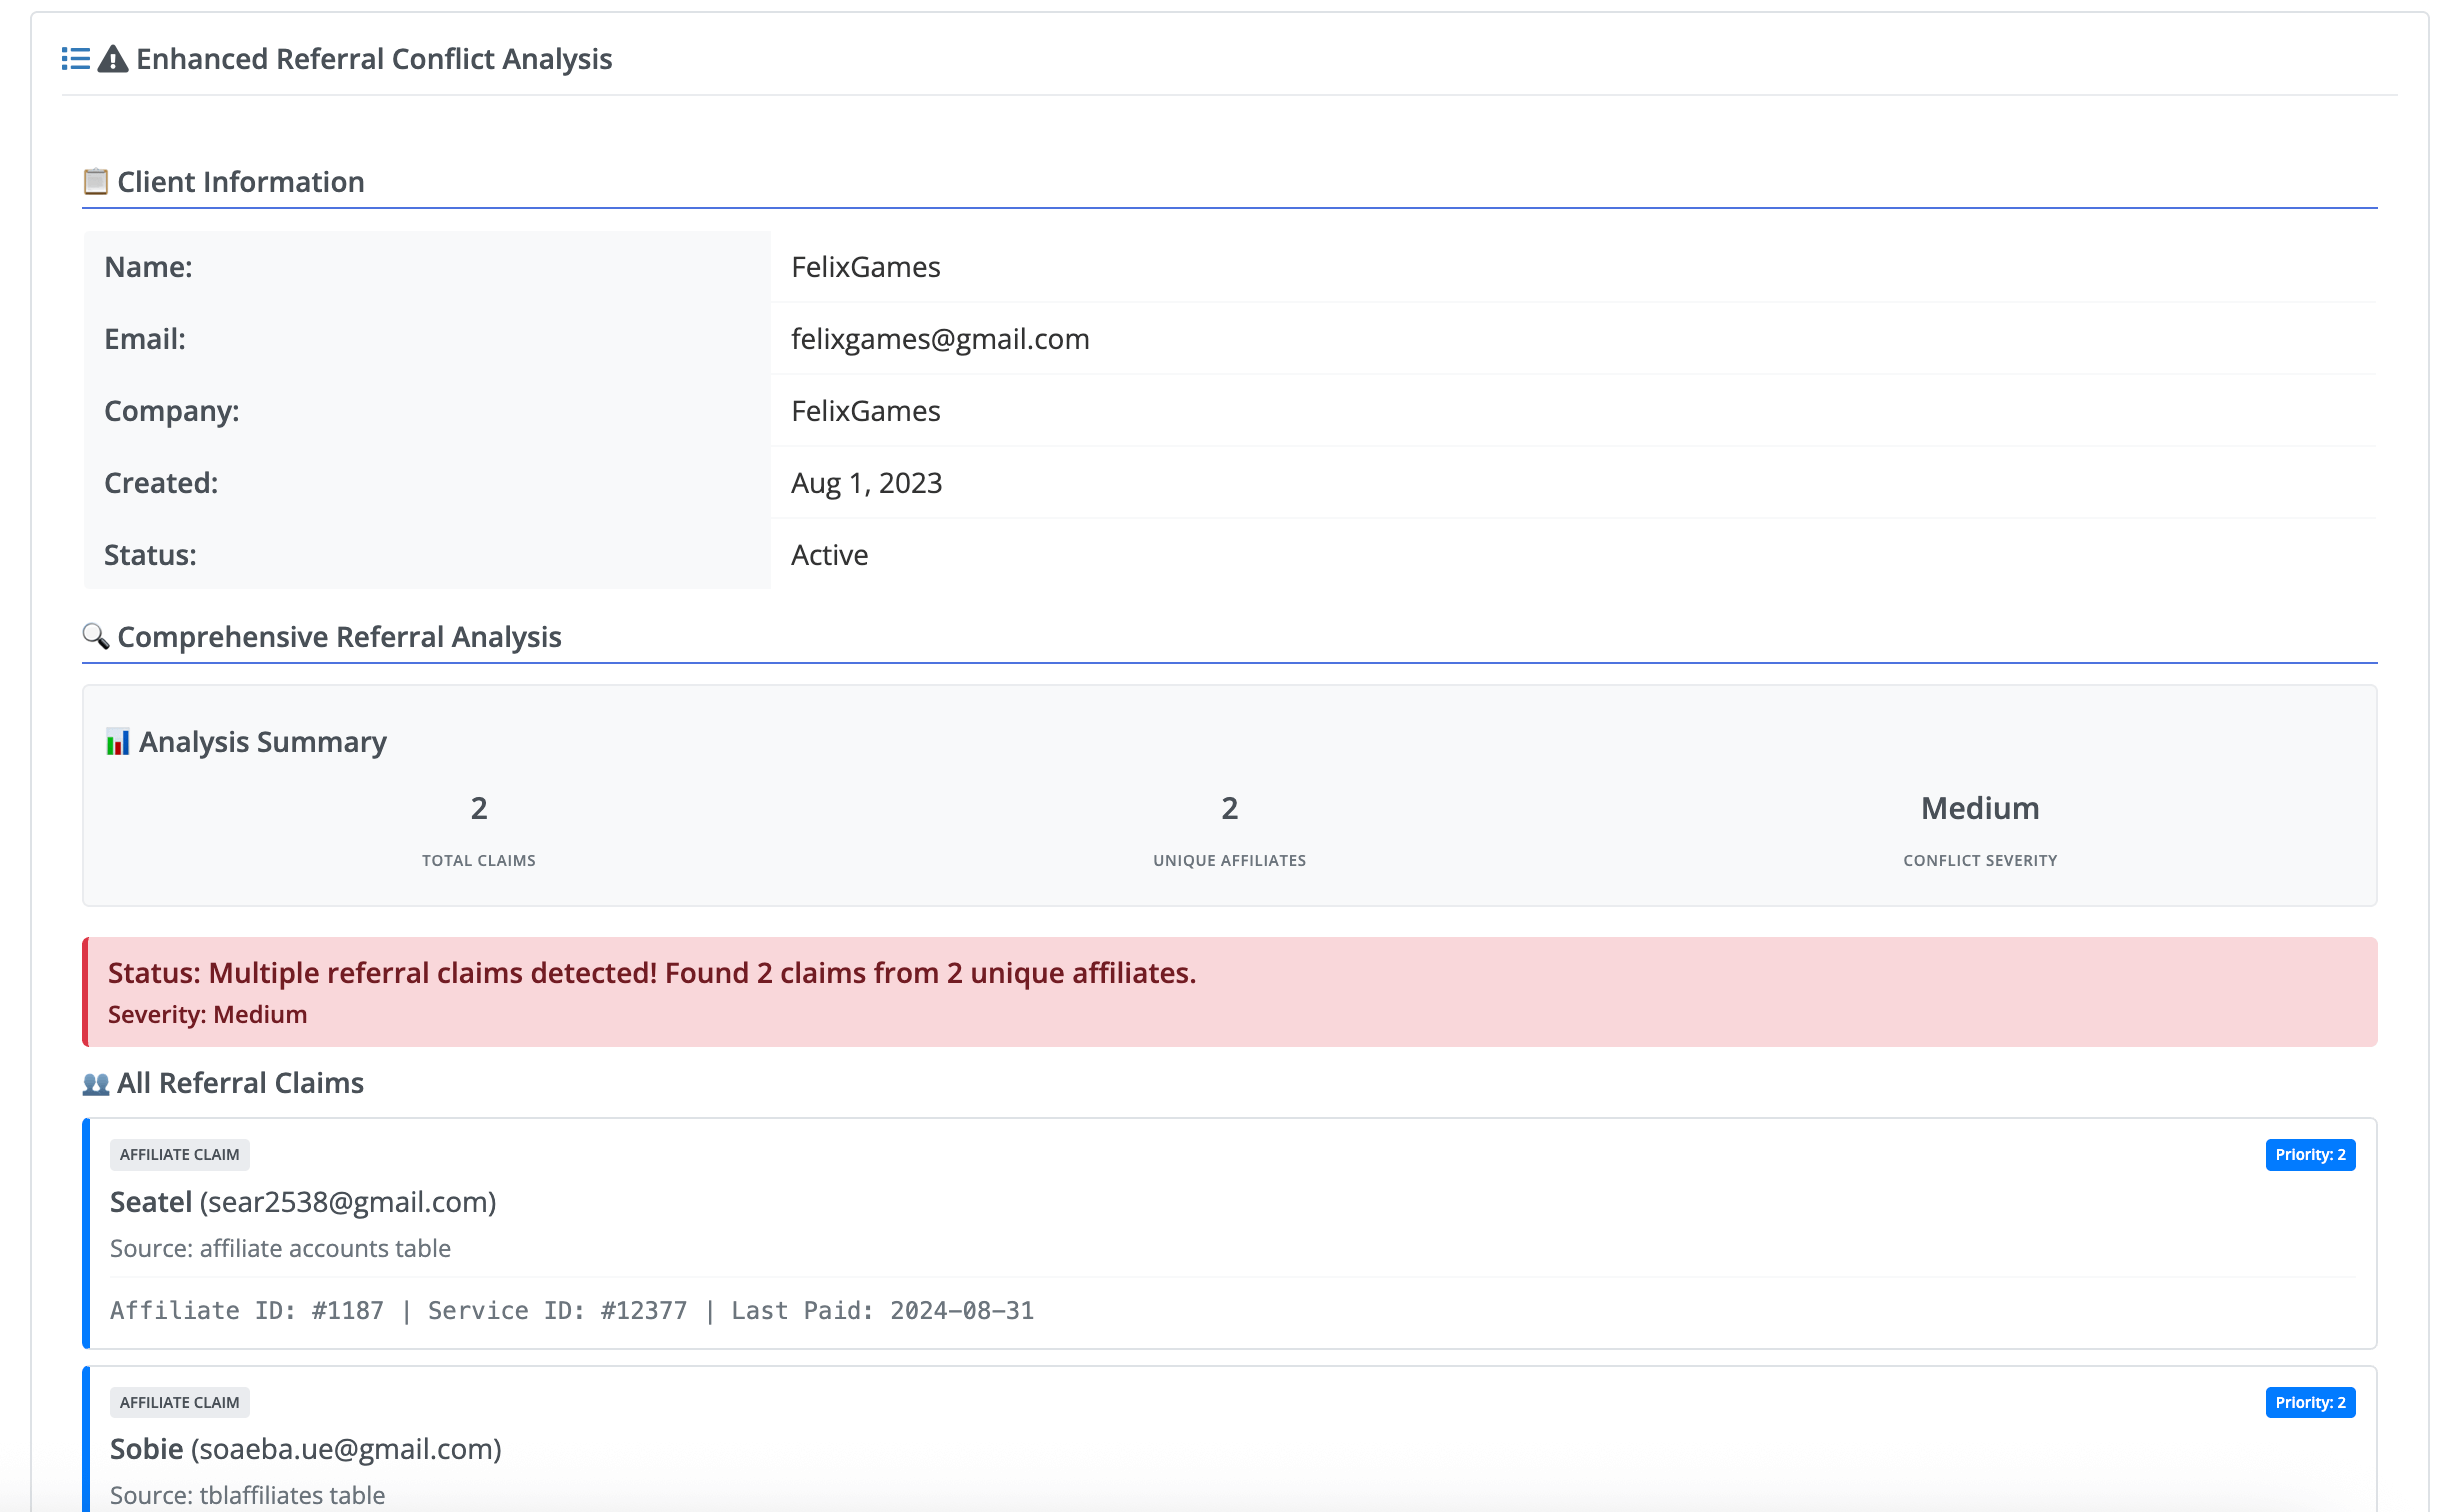 Enhanced Referral Conflict Analysis
Client Information
Name: FelixGames
Email: felixgames@gmail.com
Company: FelixGames
Created: Aug 1, 2023
Status: Active
Comprehensive Referral Analysis
Analysis Summary
2 2 Medium
TOTAL CLAIMS UNIQUE AFFILIATES CONFLICT SEVERITY
Status: Multiple referral claims detected! Found 2 claims from 2 unique affiliates.
Severity: Medium
All Referral Claims
AFFILIATE CLAIM Priority: 2
Seatel (sear2538@gmail.com)
Source: affiliate accounts table
Affiliate ID: #1187 | Service ID: #12377 | Last Paid: 2024-08-31
AFFILIATE CLAIM Priority: 2
Sobie (soaeba.ue@gmail.com)
Source: tblaffiliates table